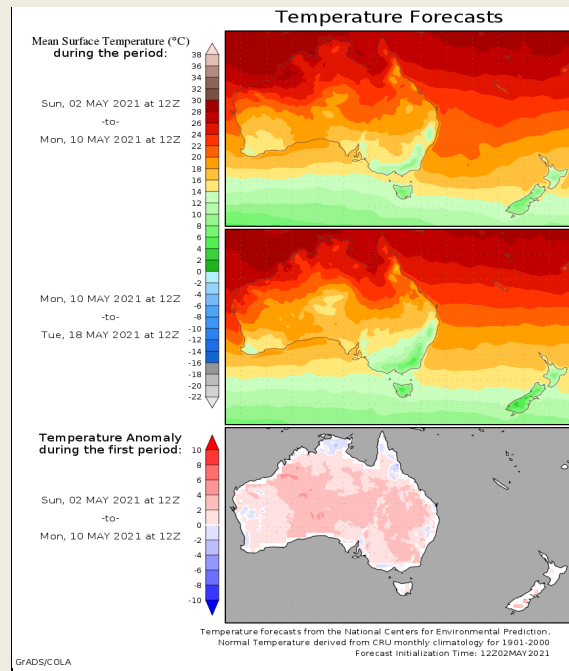 Temperature Forecasts
Mean Surface Temperature (°C)
during the period:
Sun, 02 MAY 2021 at 12Z
-to-
Mon, 10 MAY 2021 at 12Z
38
36
34
32
30
28
26
24
22
20
18
16
14
12
10
8
6
4
2
0
-2
-4
-6
-8
-10
-12
-14
-16
-18
-20
-22
Mon, 10 MAY 2021 at 12Z
-to-
Tue, 18 MAY 2021 at 12Z
Temperature Anomaly
during the first period:
Sun, 02 MAY 2021 at 12Z
-to-
Mon, 10 MAY 2021 at 12Z
10
8
6
4
2
0
-2
-4
-6
-8
-10
Temperature forecasts from the National Centers for Environmental Prediction.
Normal Temperature derived from CRU monthly climatology for 1901-2000
Forecast Initialization Time: 12Z02MAY2021
GrADS/COLA